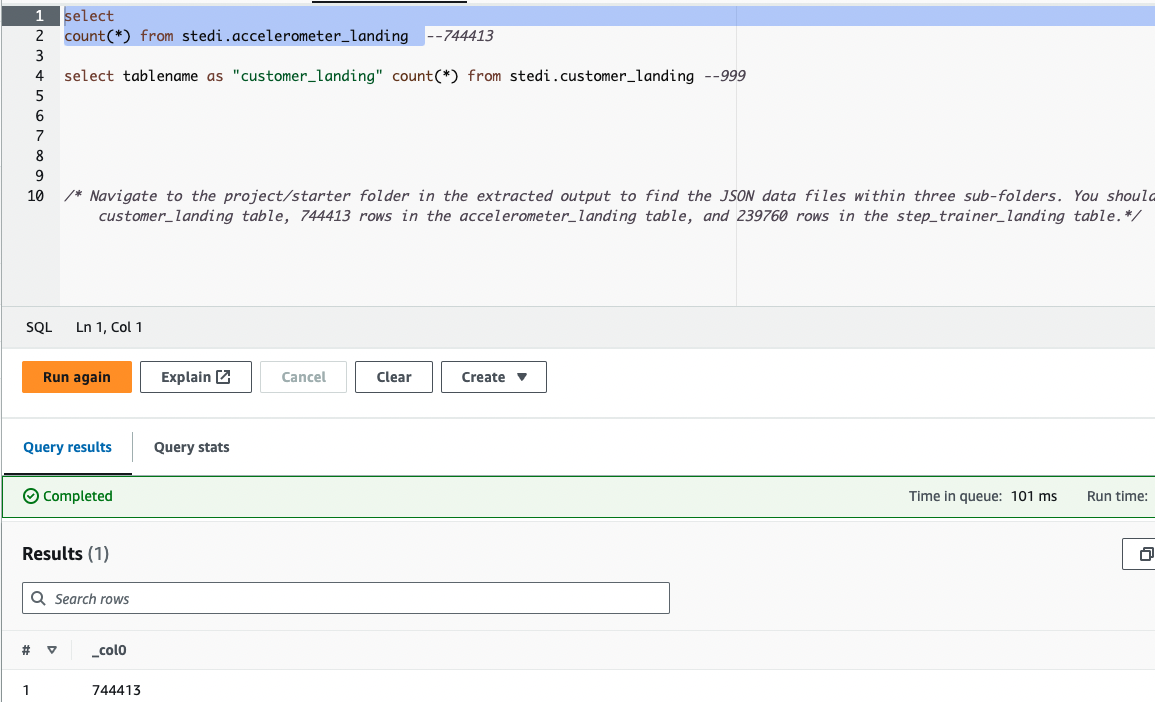 1 select
2 count(*) from stedi.accelerometer_landing --744413
3
4 select tablename as "customer_landing" count(*) from stedi.customer_landing --999
5
6
7
8
9
10 /* Navigate to the project/starter folder in the extracted output to find the JSON data files within three sub-folders. You should
customer_landing table, 744413 rows in the accelerometer_landing table, and 239760 rows in the step_trainer_landing table.*/
SQL Ln 1, Col 1
Run again Explain Cancel Clear Create
Query results Query stats
Completed Time in queue: 101 ms Run time:
Results (1)
Search rows
# _col0
1 744413